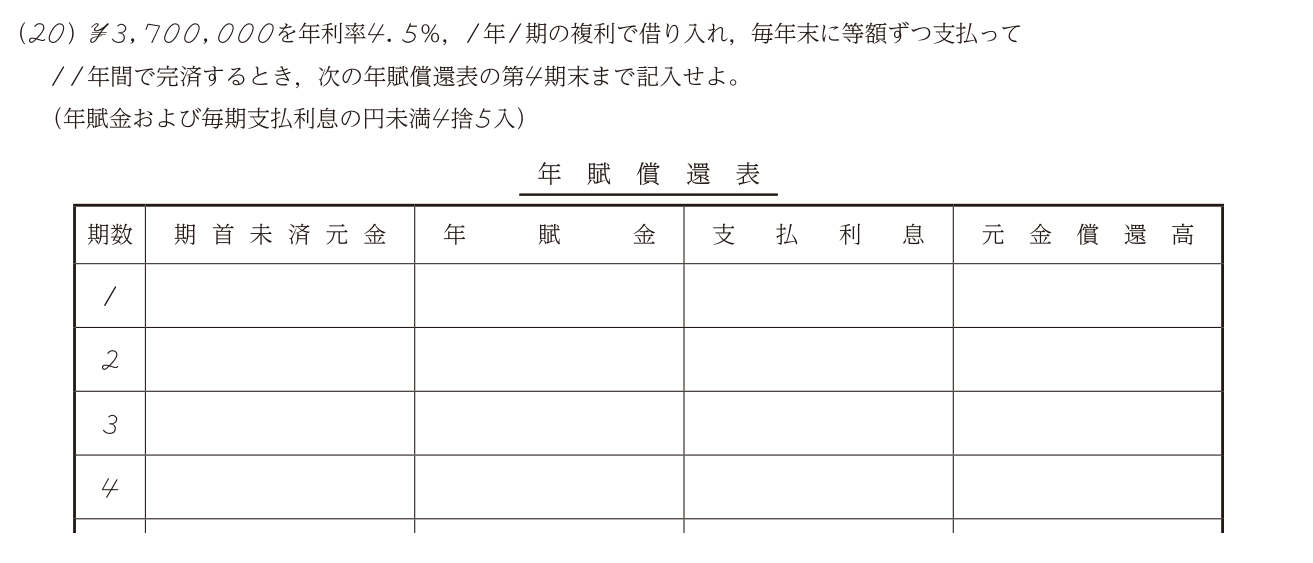 (20) ¥3,700,000を年利率4.5%，1年1期の複利で借り入れ，毎年末に等額ずつ支払って
11年間で完済するとき，次の年賦償還表の第4期末まで記入せよ。
（年賦金および毎期支払利息の円未満4捨5入）
年賦償還表
期数 期首未済元金 年賦金 支払利息 元金償還高
1
2
3
4